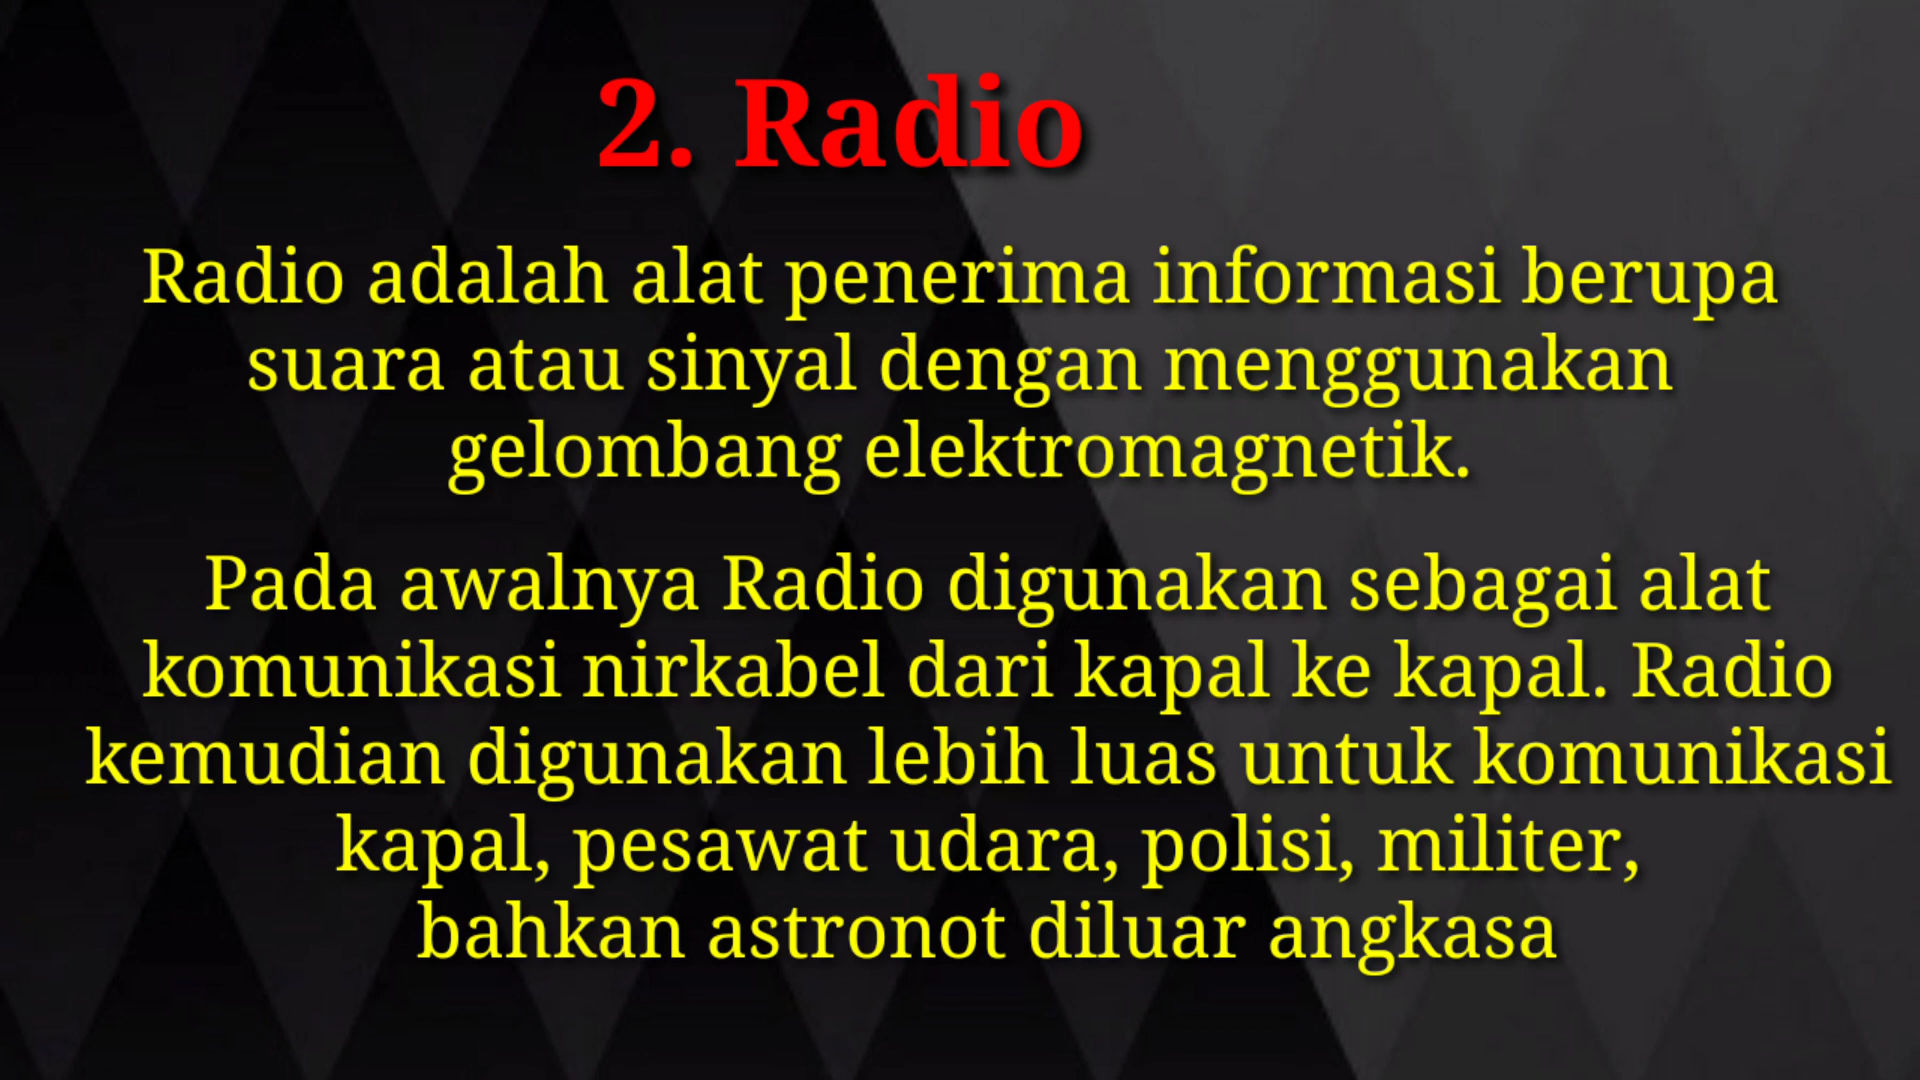 2. Radio
Radio adalah alat penerima informasi berupa
suara atau sinyal dengan menggunakan
gelombang elektromagnetik.
Pada awalnya Radio digunakan sebagai alat
komunikasi nirkabel dari kapal ke kapal. Radio
kemudian digunakan lebih luas untuk komunikasi
kapal, pesawat udara, polisi, militer,
bahkan astronot diluar angkasa